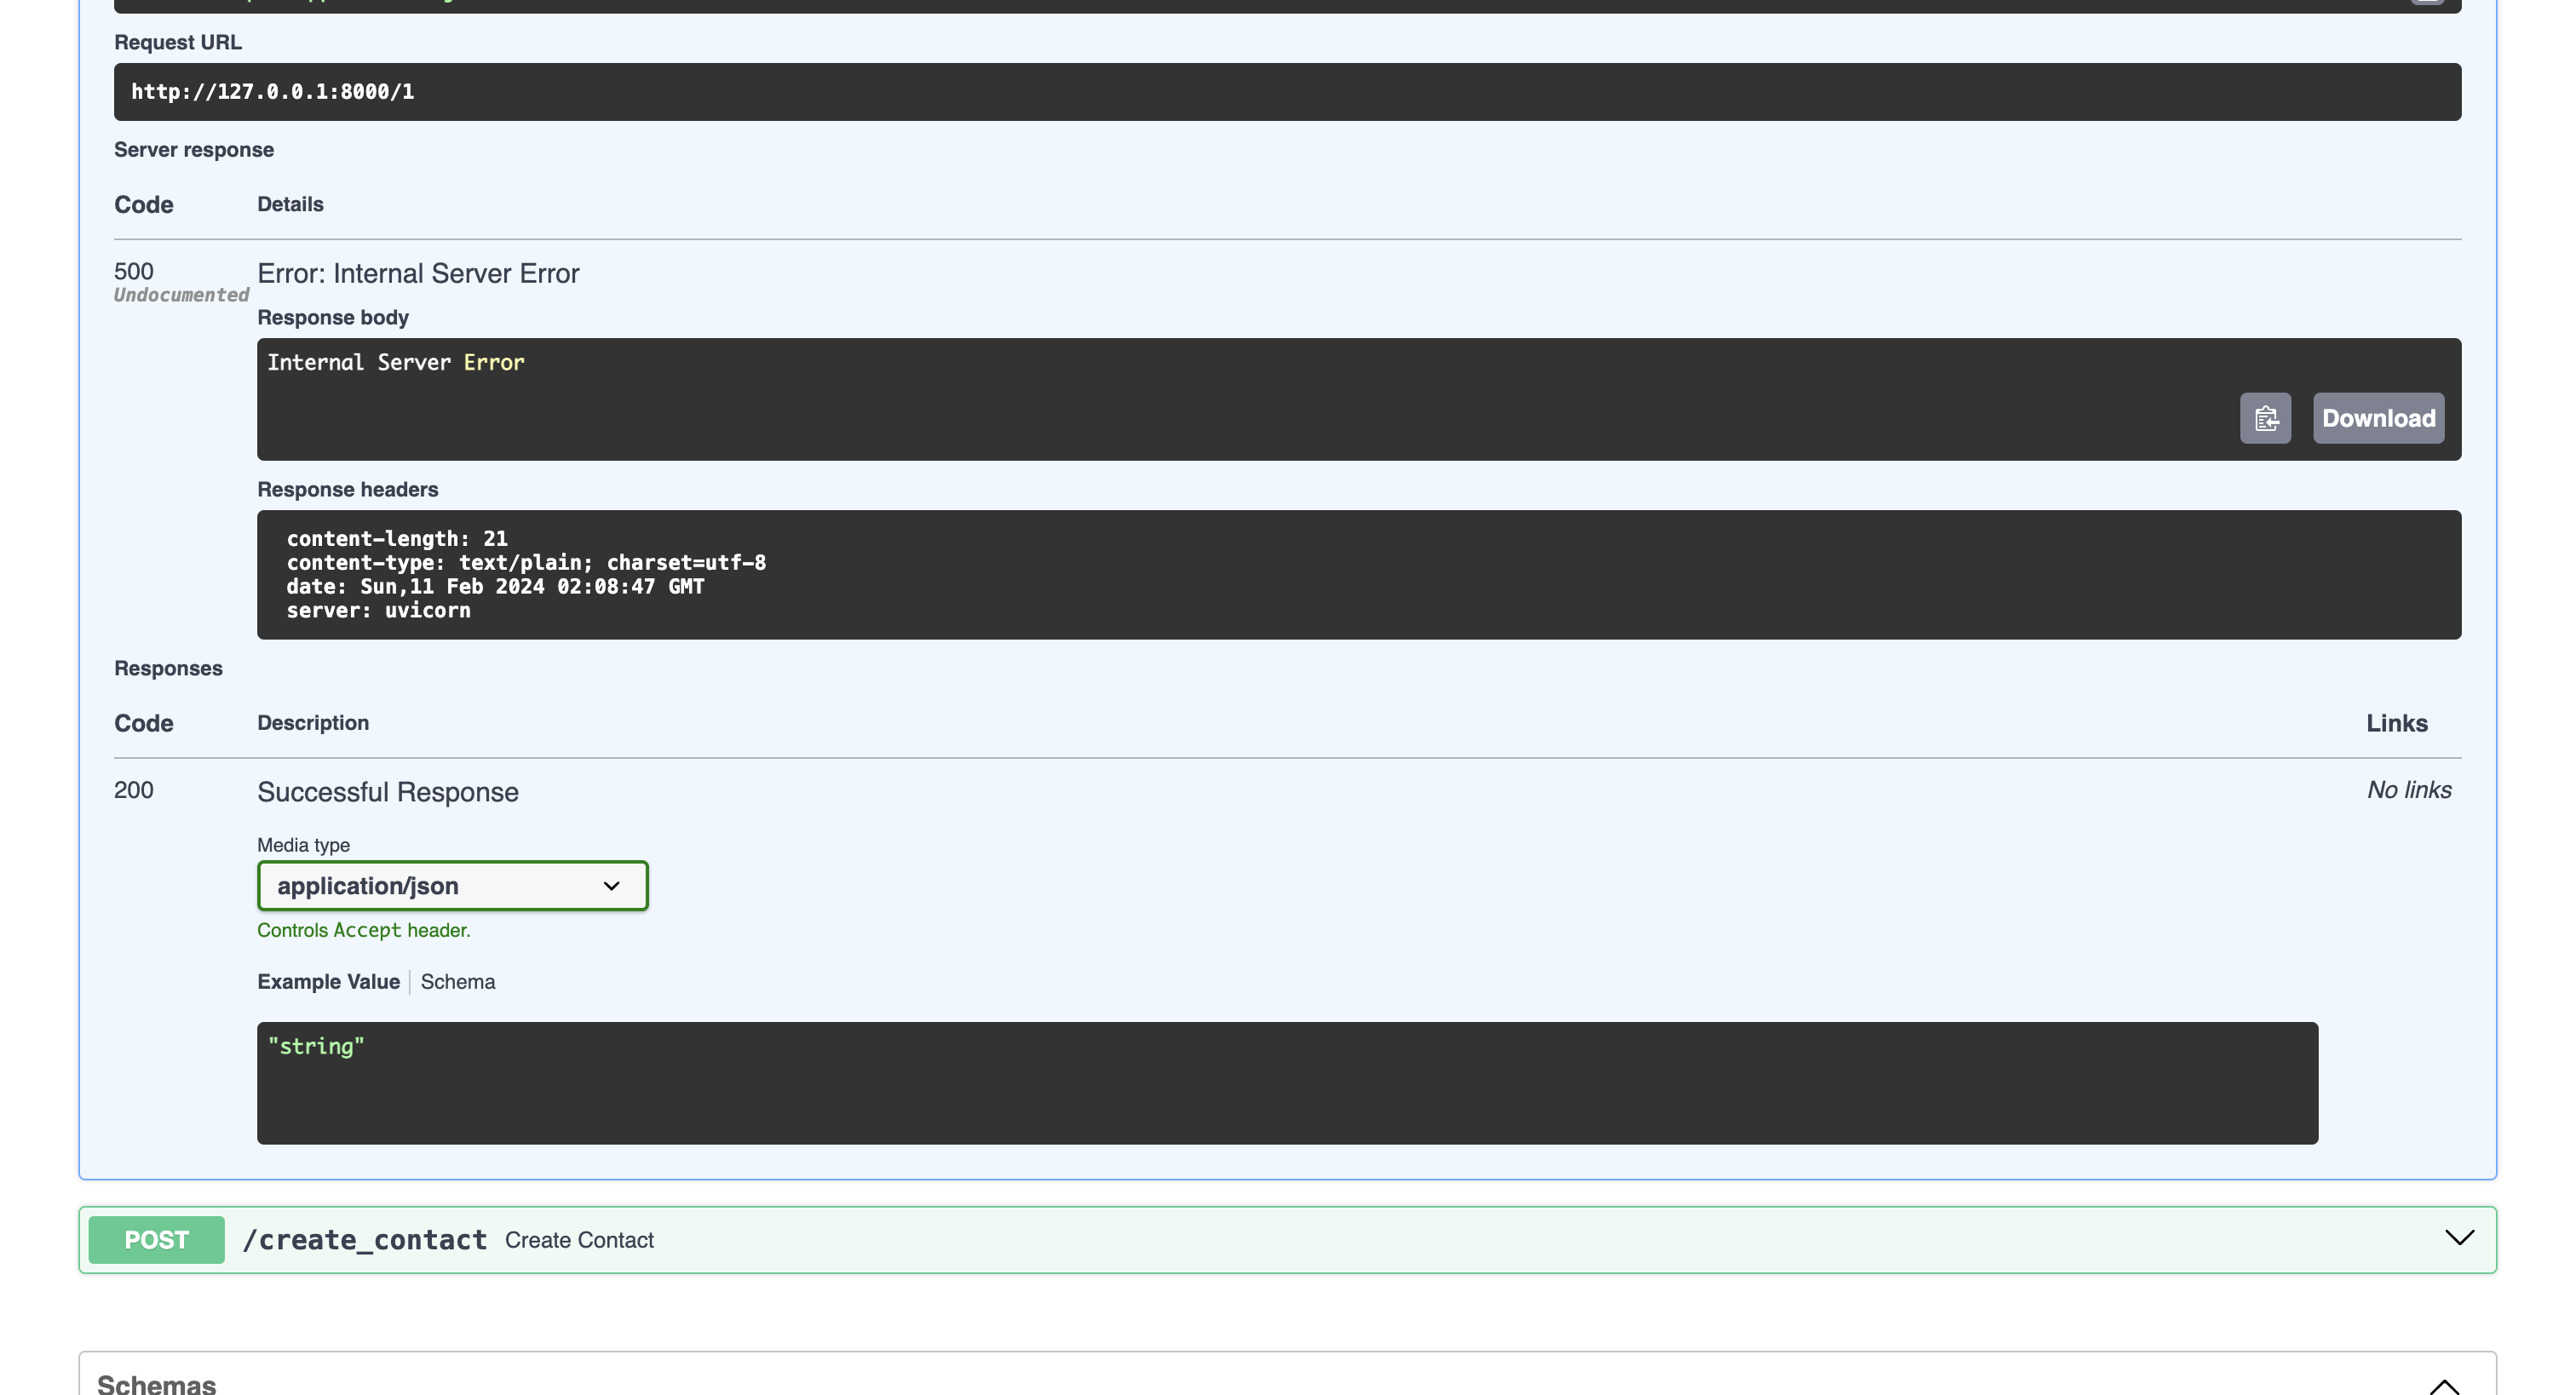 Request URL
http://127.0.0.1:8000/1
Server response
Code Details
500 Error: Internal Server Error
Undocumented
Response body
Internal Server Error
Download
Response headers
content-length: 21
content-type: text/plain; charset=utf-8
date: Sun,11 Feb 2024 02:08:47 GMT
server: uvicorn
Responses
Code Description Links
200 Successful Response No links
Media type
application/json
Controls Accept header.
Example Value Schema
"string"
POST /create_contact Create Contact
Schemas